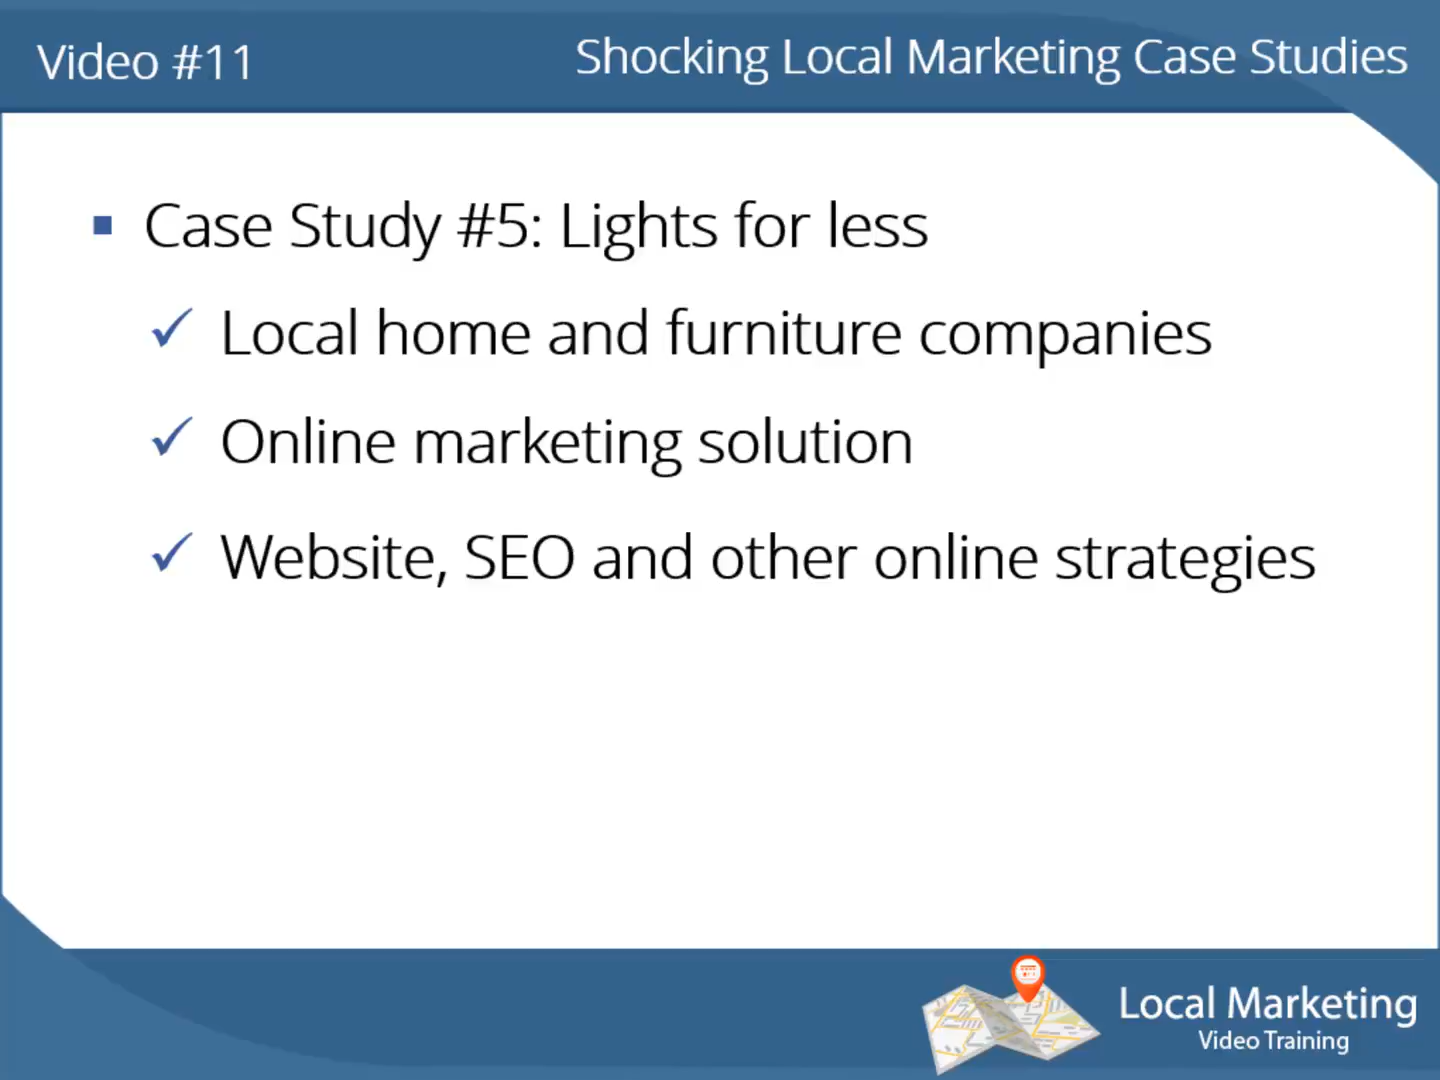 Video #11
Shocking Local Marketing Case Studies
Case Study #5: Lights for less
Local home and furniture companies
Online marketing solution
Website, SEO and other online strategies
Local Marketing
Video Training